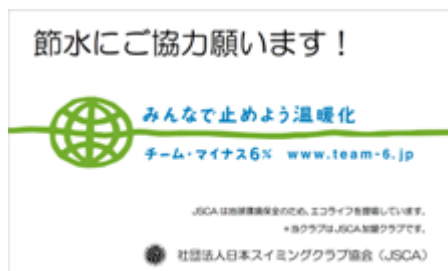 節水にご協力願います！
みんなで止めよう温暖化
チーム・マイナス6% www.team-6.jp
JSCAは地球環境保全のため、エコライフを提唱しています。
*当クラブはJSCA加盟クラブです。
社団法人日本スイミングクラブ協会（JSCA）